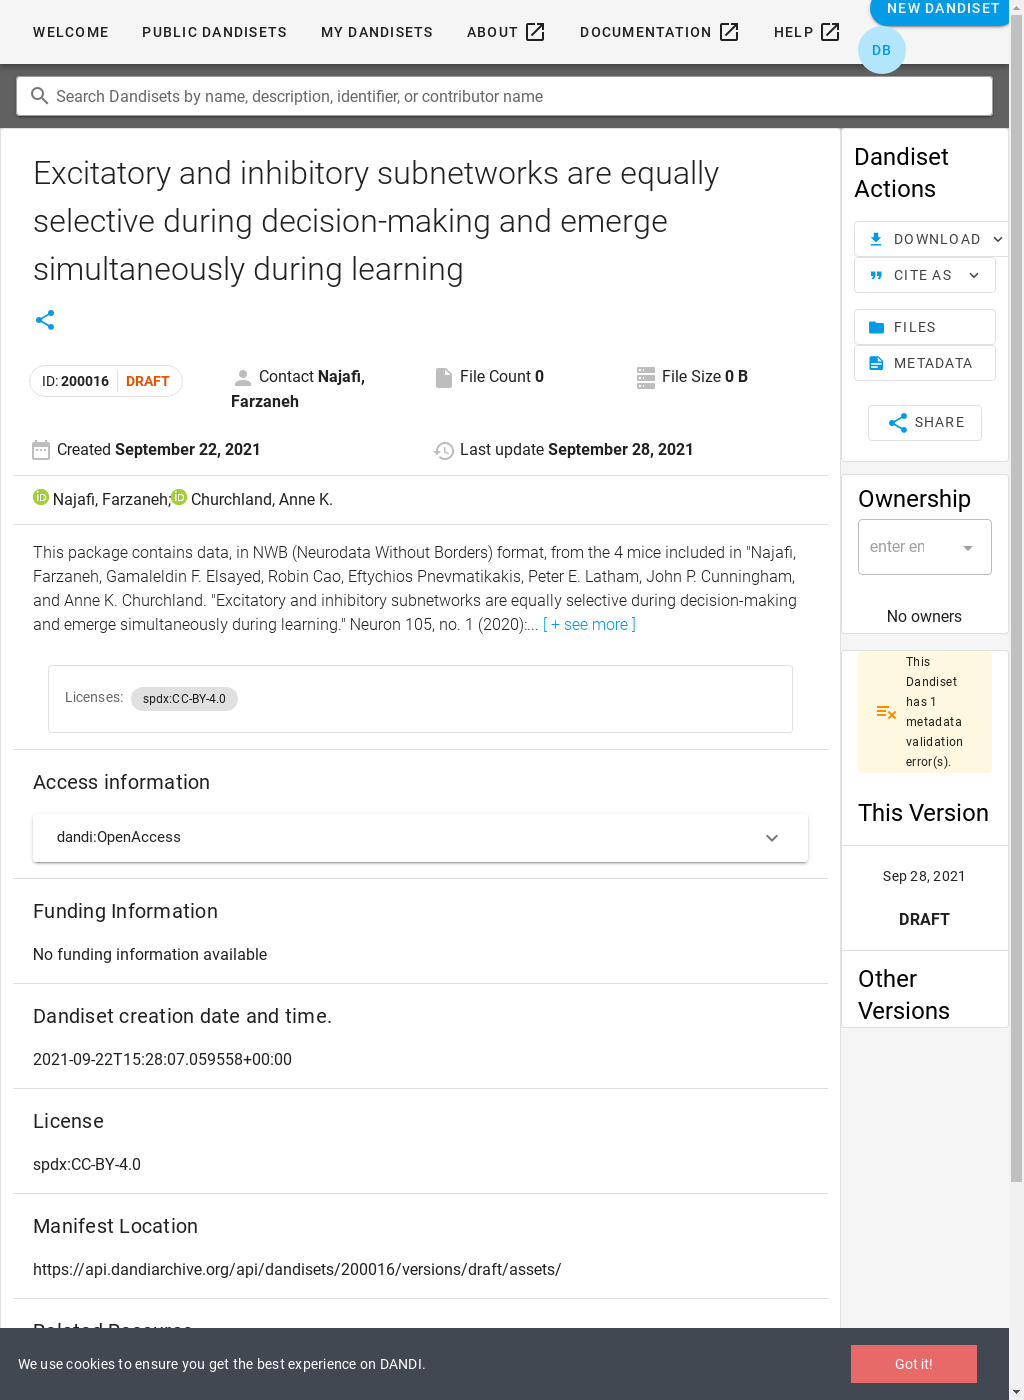 WELCOME PUBLIC DANDISETS MY DANDISETS ABOUT DOCUMENTATION HELP NEW DANDISET
DB
Search Dandisets by name, description, identifier, or contributor name
Excitatory and inhibitory subnetworks are equally
selective during decision-making and emerge
simultaneously during learning
ID: 200016 DRAFT
Contact Najafi,
Farzaneh
File Count 0
File Size 0 B
Created September 22, 2021
Last update September 28, 2021
Najafi, Farzaneh; Churchland, Anne K.
This package contains data, in NWB (Neurodata Without Borders) format, from the 4 mice included in "Najafi,
Farzaneh, Gamaleldin F. Elsayed, Robin Cao, Eftychios Pnevmatikakis, Peter E. Latham, John P. Cunningham,
and Anne K. Churchland. "Excitatory and inhibitory subnetworks are equally selective during decision-making
and emerge simultaneously during learning." Neuron 105, no. 1 (2020):... [ + see more ]
Licenses: spdx:CC-BY-4.0
Access information
dandi:OpenAccess
Funding Information
No funding information available
Dandiset creation date and time.
2021-09-22T15:28:07.059558+00:00
License
spdx:CC-BY-4.0
Manifest Location
https://api.dandiarchive.org/api/dandisets/200016/versions/draft/assets/
Dandiset
Actions
DOWNLOAD
CITE AS
FILES
METADATA
SHARE
Ownership
enter en
No owners
This
Dandiset
has 1
metadata
validation
error(s).
This Version
Sep 28, 2021
DRAFT
Other
Versions
We use cookies to ensure you get the best experience on DANDI.
Got it!